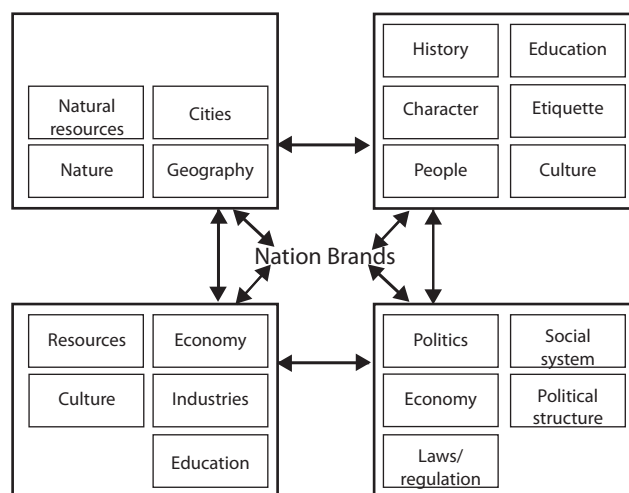 Natural
resources
Cities
Nature
Geography
History
Education
Character
Etiquette
People
Culture
Nation Brands
Resources
Economy
Culture
Industries
Education
Politics
Social
system
Economy
Political
structure
Laws/
regulation